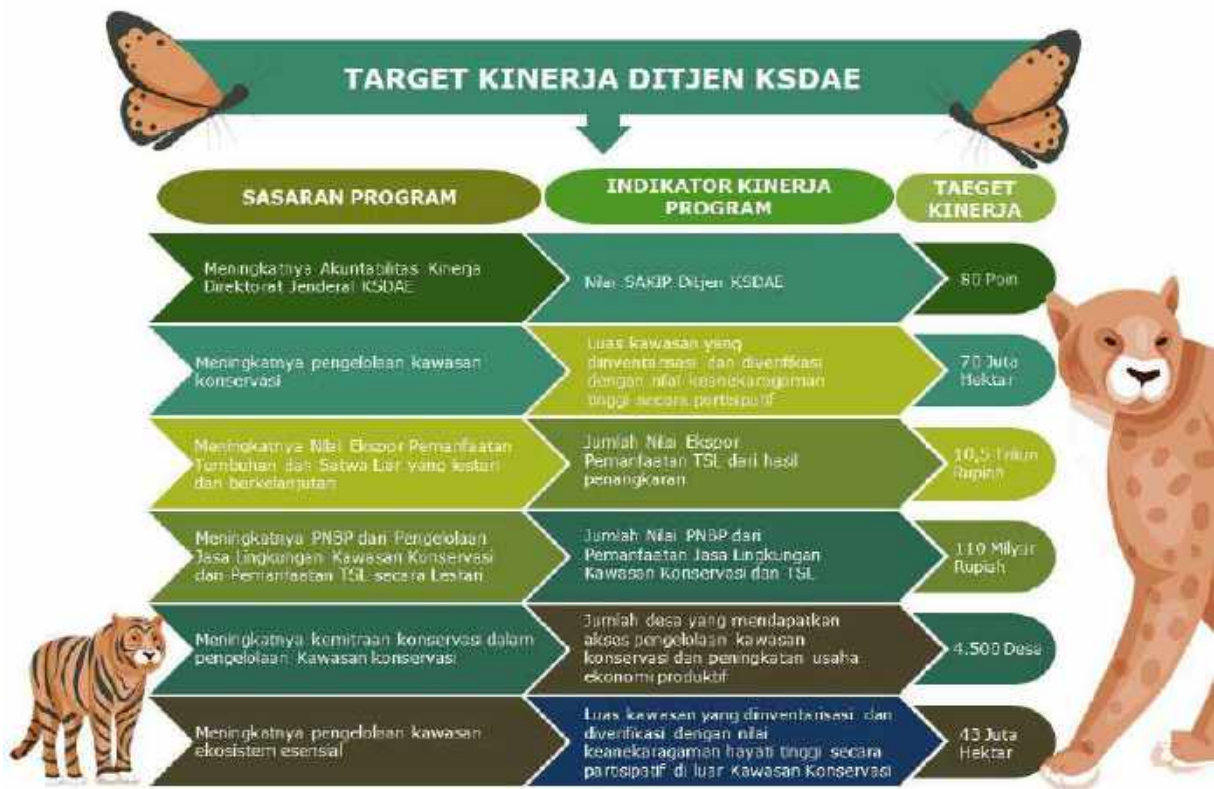 TARGET KINERJA DITJEN KSDAE
SASARAN PROGRAM
INDIKATOR KINERJA
PROGRAM
TAEGET
KINERJA
Meningkatnya Akuntabilitas Kinerja
Direktorat Jenderal KSDAE
Nilai SAKIP Ditjen KSDAE
80 Poin
Meningkatnya pengelolaan kawasan
konservasi
Luas kawasan yang
diinventarisasi dan diverifikasi
dengan nilai keanekaragaman
tinggi secara partisipatif
70 Juta
Hektar
Meningkatnya Nilai Ekspor Pemanfaatan
Tumbuhan dan Satwa Liar yang lestari
dan berkelanjutan
Jumlah Nilai Ekspor
Pemanfaatan TSL dari hasil
penangkaran
10,5 Triliun
Rupiah
Meningkatnya PNBP dari Pengelolaan
Jasa Lingkungan Kawasan Konservasi
dan Pemanfaatan TSL secara Lestari
Jumlah Nilai PNBP dari
Pemanfaatan Jasa Lingkungan
Kawasan Konservasi dan TSL
110 Milyar
Rupiah
Meningkatnya kemitraan konservasi dalam
pengelolaan Kawasan konservasi
Jumlah desa yang mendapatkan
akses pengelolaan kawasan
konservasi dan peningkatan usaha
ekonomi produktif
4.500 Desa
Meningkatnya pengelolaan kawasan
ekosistem esensial
Luas kawasan yang diinventarisasi dan
diverifikasi dengan nilai
keanekaragaman hayati tinggi secara
partisipatif di luar Kawasan Konservasi
43 Juta
Hektar